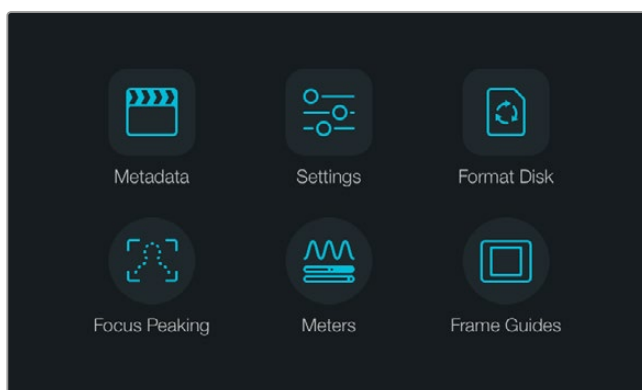 Metadata
Settings
Format Disk
Focus Peaking
Meters
Frame Guides